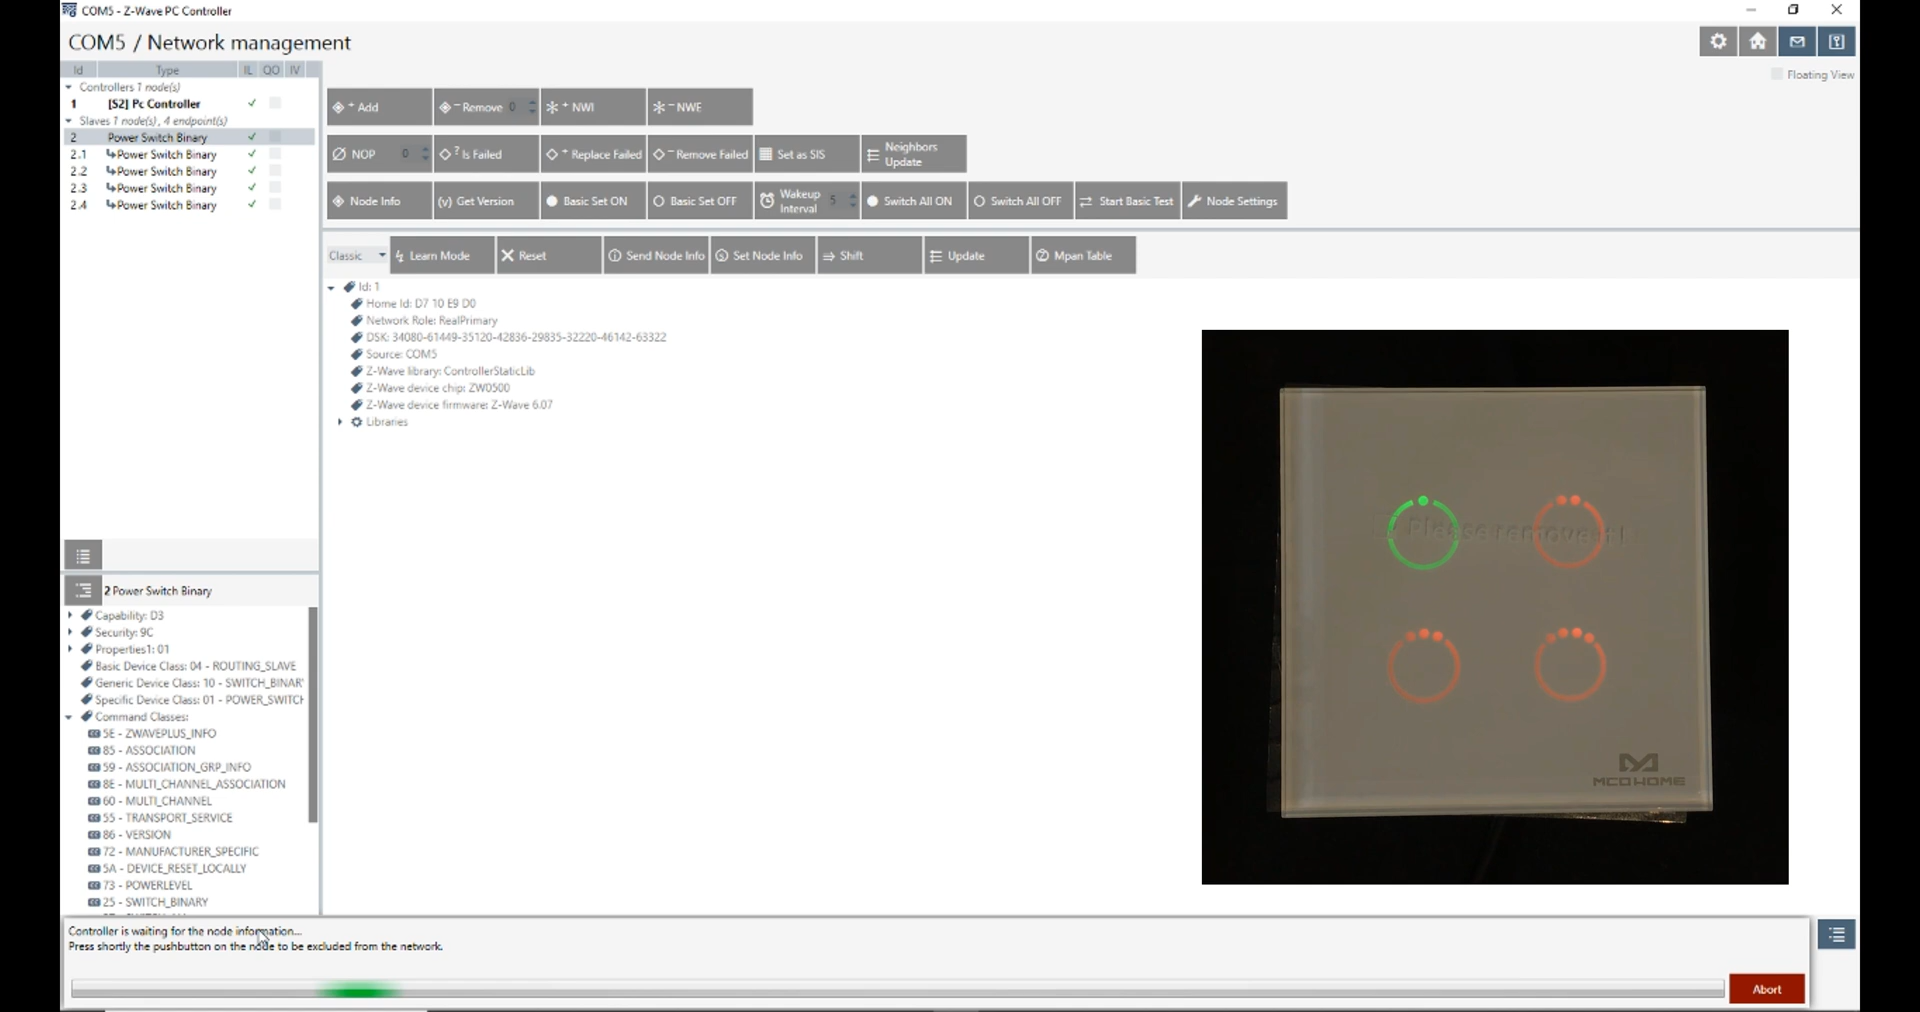 COM5 - Z-Wave PC Controller
COM5 / Network management
Floating View
Id Type IL QO IV
Controllers 1 node(s)
1 [S2] Pc Controller
Slaves 1 node(s), 4 endpoint(s)
2 Power Switch Binary
2.1 Power Switch Binary
2.2 Power Switch Binary
2.3 Power Switch Binary
2.4 Power Switch Binary
+ Add
− Remove 0
+ NWI
− NWE
NOP 0
? Is Failed
+ Replace Failed
− Remove Failed
Set as SIS
Neighbors
Update
Node Info
(v) Get Version
Basic Set ON
Basic Set OFF
Wakeup
Interval 5
Switch All ON
Switch All OFF
Start Basic Test
Node Settings
Classic
Learn Mode
Reset
Send Node Info
Set Node Info
Shift
Update
Mpan Table
Id: 1
Home Id: D7 10 E9 D0
Network Role: RealPrimary
DSK: 34080-61449-35120-42836-29835-32220-46142-63322
Source: COM5
Z-Wave library: ControllerStaticLib
Z-Wave device chip: ZW0500
Z-Wave device firmware: Z-Wave 6.07
Libraries
Please remove it!
MCOHOME
2 Power Switch Binary
Capability: D3
Security: 9C
Properties1: 01
Basic Device Class: 04 - ROUTING_SLAVE
Generic Device Class: 10 - SWITCH_BINAR
Specific Device Class: 01 - POWER_SWITCH
Command Classes:
5E - ZWAVEPLUS_INFO
85 - ASSOCIATION
59 - ASSOCIATION_GRP_INFO
8E - MULTI_CHANNEL_ASSOCIATION
60 - MULTI_CHANNEL
55 - TRANSPORT_SERVICE
86 - VERSION
72 - MANUFACTURER_SPECIFIC
5A - DEVICE_RESET_LOCALLY
73 - POWERLEVEL
25 - SWITCH_BINARY
Controller is waiting for the node information...
Press shortly the pushbutton on the node to be excluded from the network.
Abort